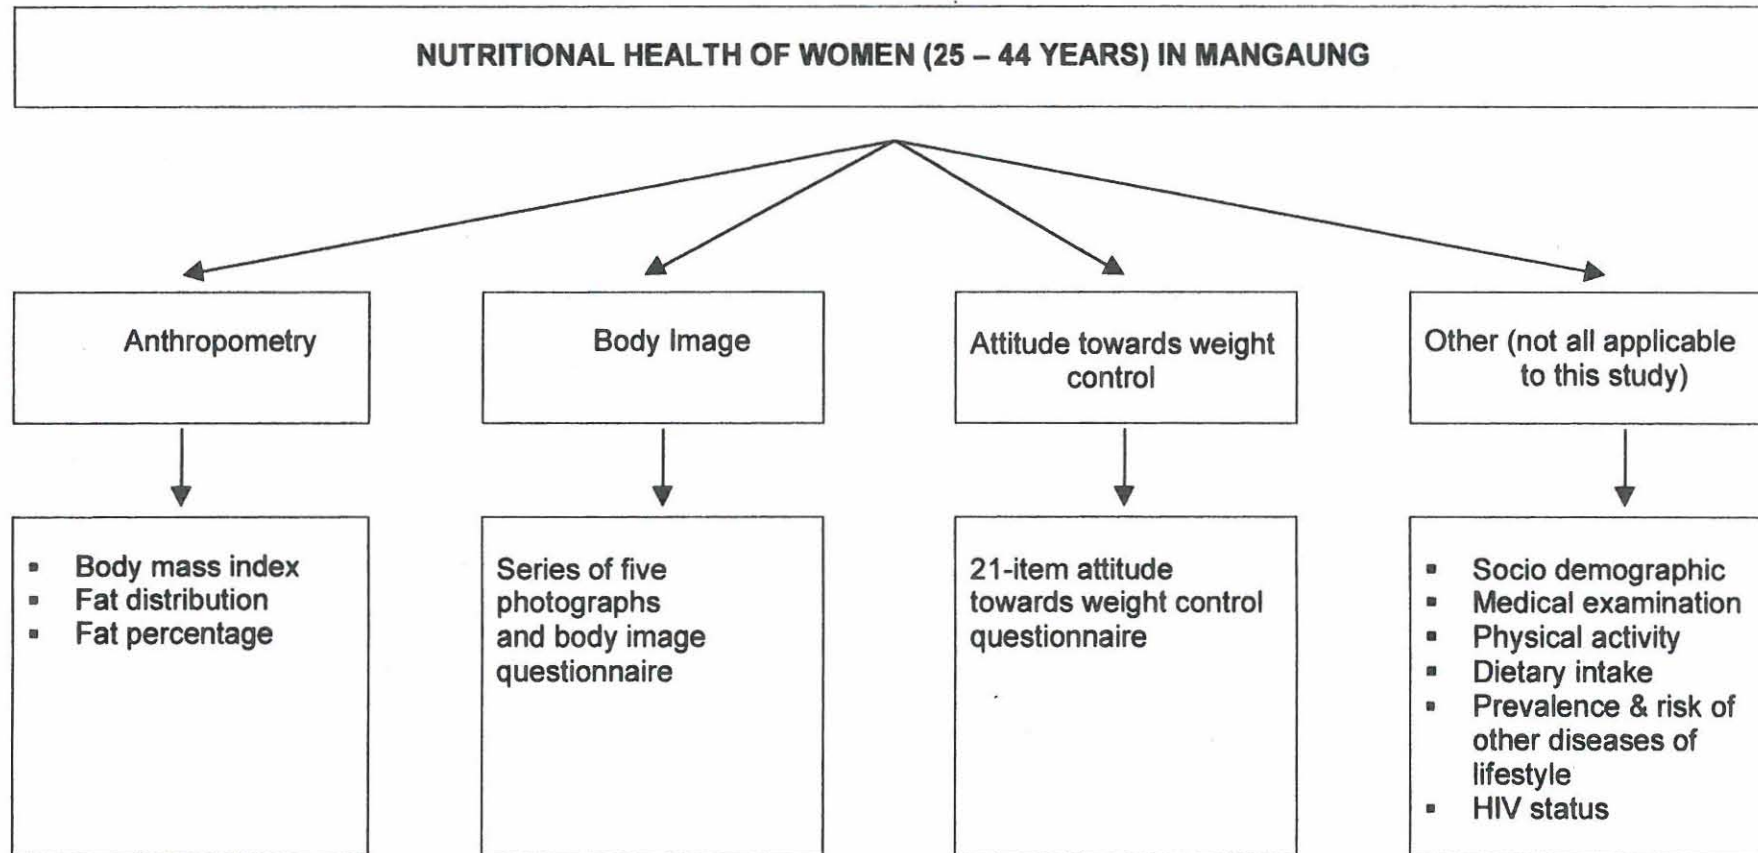 NUTRITIONAL HEALTH OF WOMEN (25 – 44 YEARS) IN MANGAUNG
Anthropometry
Body Image
Attitude towards weight
control
Other (not all applicable
to this study)
▪ Body mass index
▪ Fat distribution
▪ Fat percentage
Series of five
photographs
and body image
questionnaire
21-item attitude
towards weight control
questionnaire
▪ Socio demographic
▪ Medical examination
▪ Physical activity
▪ Dietary intake
▪ Prevalence & risk of
other diseases of
lifestyle
▪ HIV status